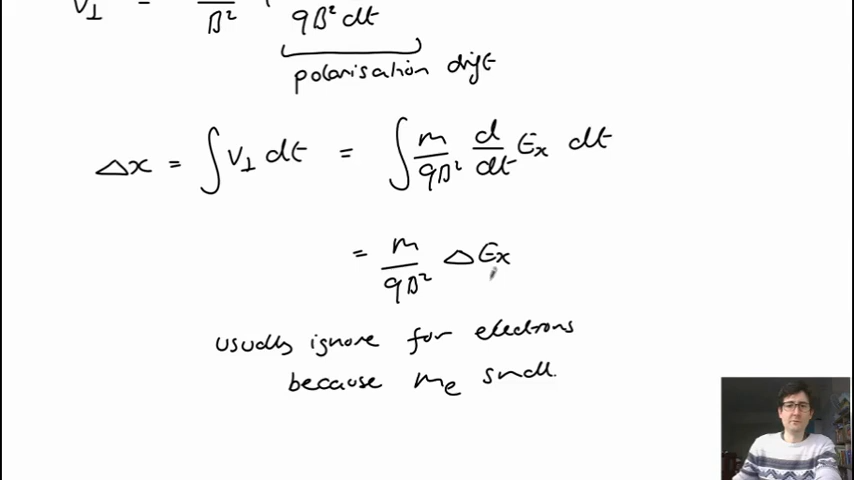 V⊥ = B² qB² dt
polarisation drift
Δx = ∫ V⊥ dt = ∫ m/qB² d/dt Ex dt
= m/qB² ΔEx
usually ignore for electrons
because me small.